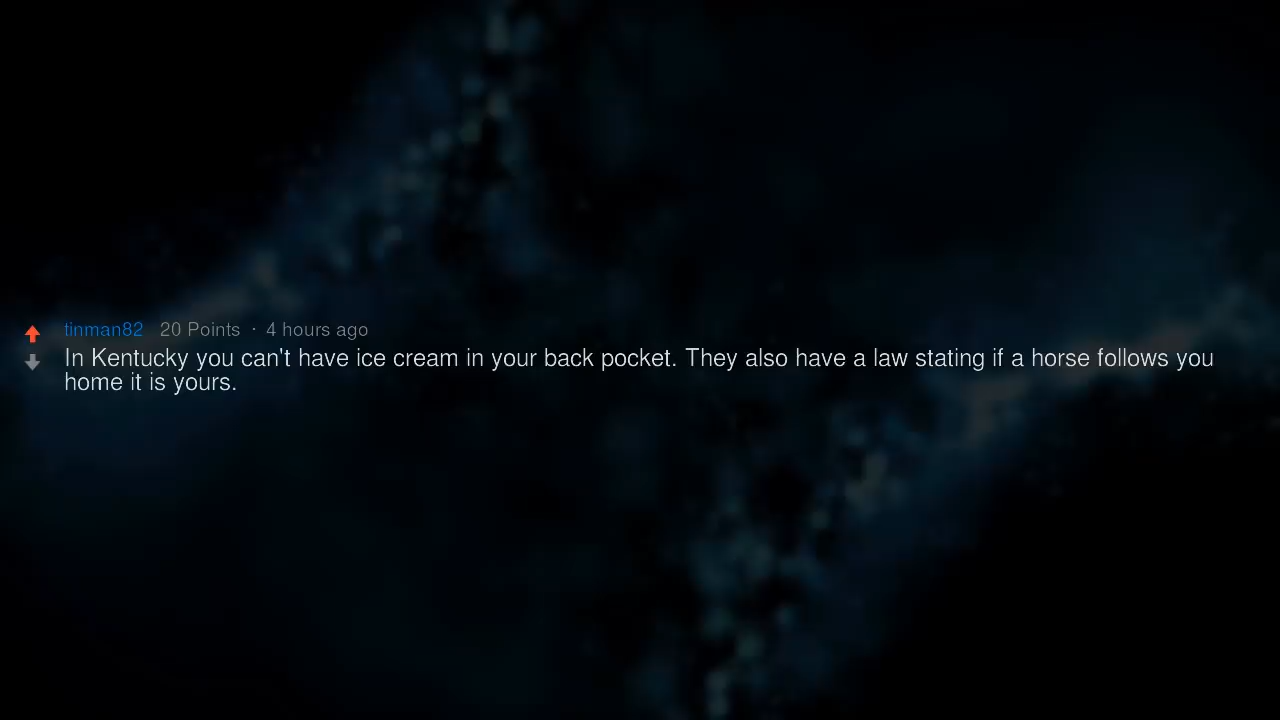 tinman82 20 Points · 4 hours ago
In Kentucky you can't have ice cream in your back pocket. They also have a law stating if a horse follows you
home it is yours.